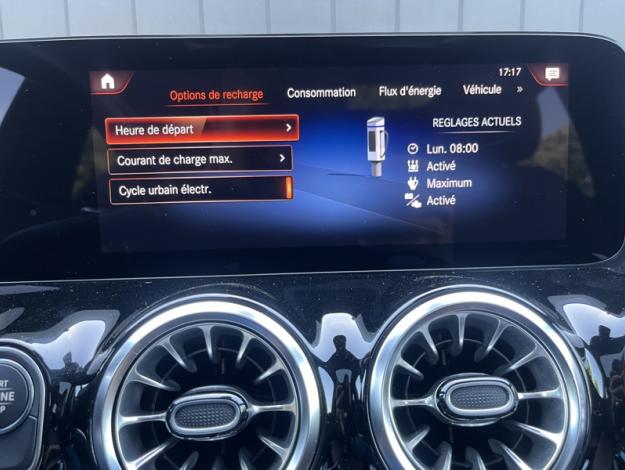 17:17
Options de recharge Consommation Flux d'énergie Véhicule »
Heure de départ >
Courant de charge max. >
Cycle urbain électr.
REGLAGES ACTUELS
Lun. 08:00
Activé
Maximum
Activé